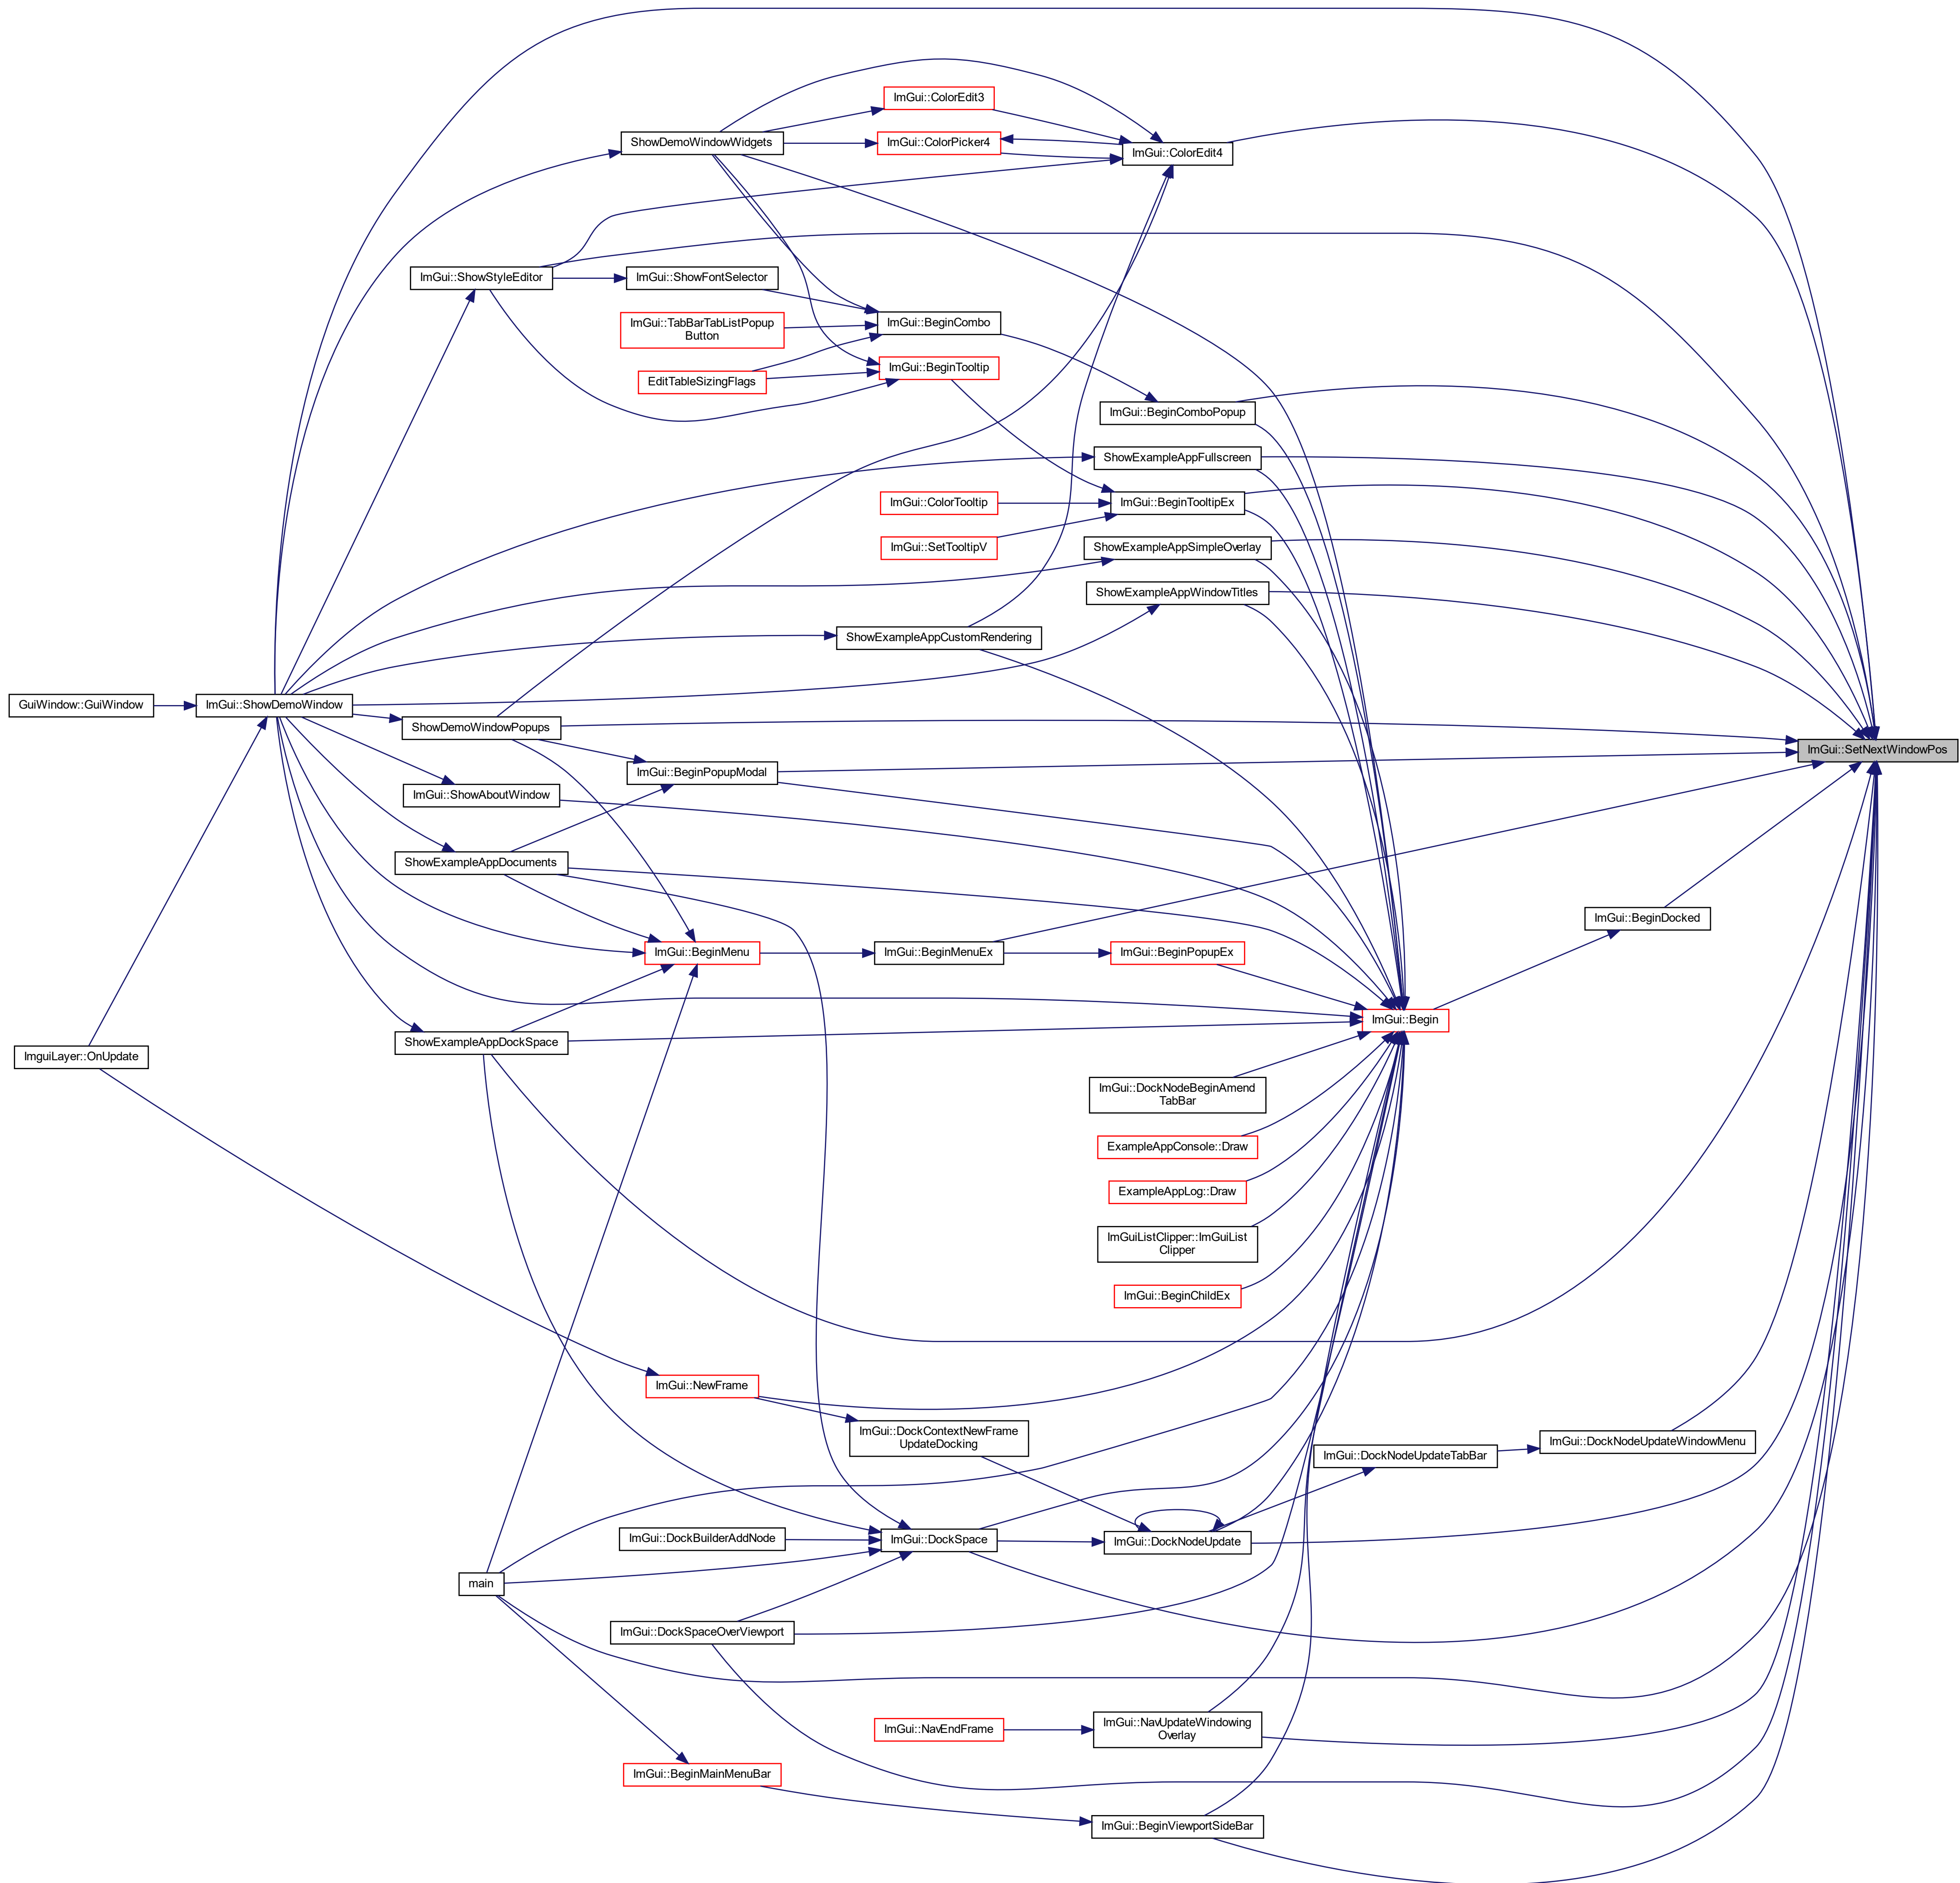 ImGui::ColorEdit3
ShowDemoWindowWidgets
ImGui::ColorPicker4
ImGui::ColorEdit4
ImGui::ShowStyleEditor
ImGui::ShowFontSelector
ImGui::TabBarTabListPopup
Button
ImGui::BeginCombo
ImGui::BeginTooltip
EditTableSizingFlags
ImGui::BeginComboPopup
ShowExampleAppFullscreen
ImGui::ColorTooltip
ImGui::BeginTooltipEx
ImGui::SetTooltipV
ShowExampleAppSimpleOverlay
ShowExampleAppWindowTitles
ShowExampleAppCustomRendering
GuiWindow::GuiWindow
ImGui::ShowDemoWindow
ShowDemoWindowPopups
ImGui::SetNextWindowPos
ImGui::BeginPopupModal
ImGui::ShowAboutWindow
ShowExampleAppDocuments
ImGui::BeginDocked
ImGui::BeginMenu
ImGui::BeginMenuEx
ImGui::BeginPopupEx
ImGui::Begin
ShowExampleAppDockSpace
ImguiLayer::OnUpdate
ImGui::DockNodeBeginAmend
TabBar
ExampleAppConsole::Draw
ExampleAppLog::Draw
ImGuiListClipper::ImGuiList
Clipper
ImGui::BeginChildEx
ImGui::NewFrame
ImGui::DockContextNewFrame
UpdateDocking
ImGui::DockNodeUpdateTabBar
ImGui::DockNodeUpdateWindowMenu
ImGui::DockBuilderAddNode
ImGui::DockSpace
ImGui::DockNodeUpdate
main
ImGui::DockSpaceOverViewport
ImGui::NavEndFrame
ImGui::NavUpdateWindowing
Overlay
ImGui::BeginMainMenuBar
ImGui::BeginViewportSideBar